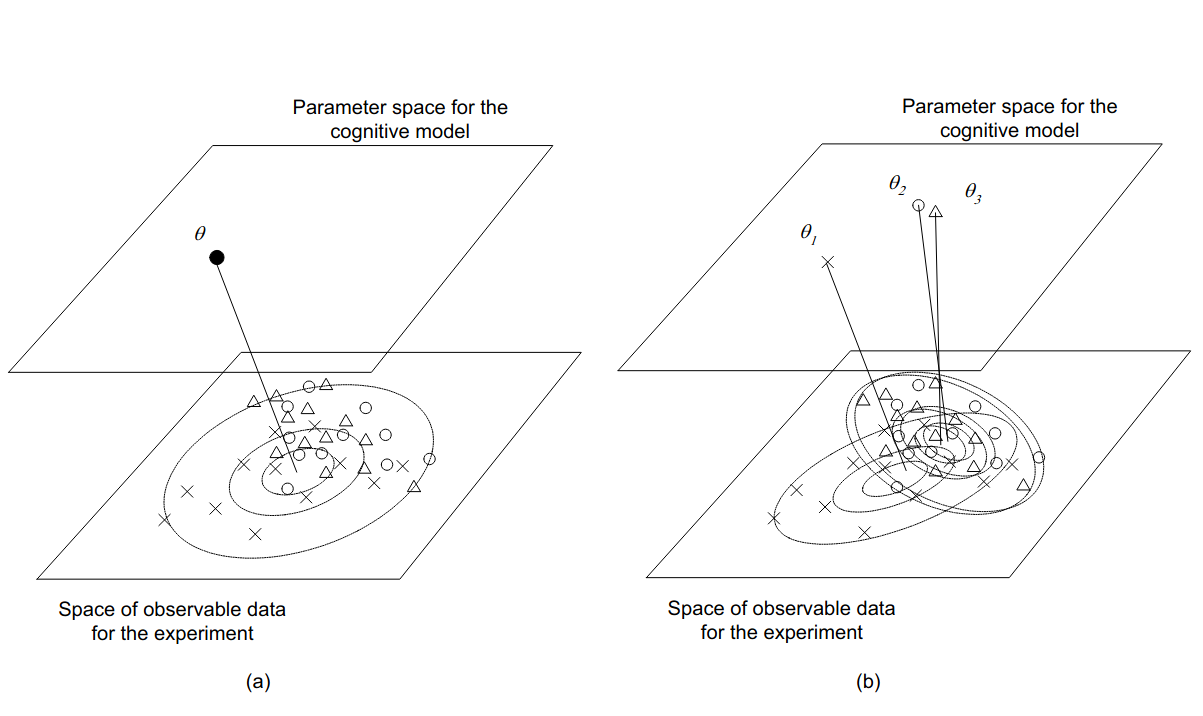 Parameter space for the
cognitive model
θ
Space of observable data
for the experiment
(a)
Parameter space for the
cognitive model
θ2
θ3
θ1
Space of observable data
for the experiment
(b)